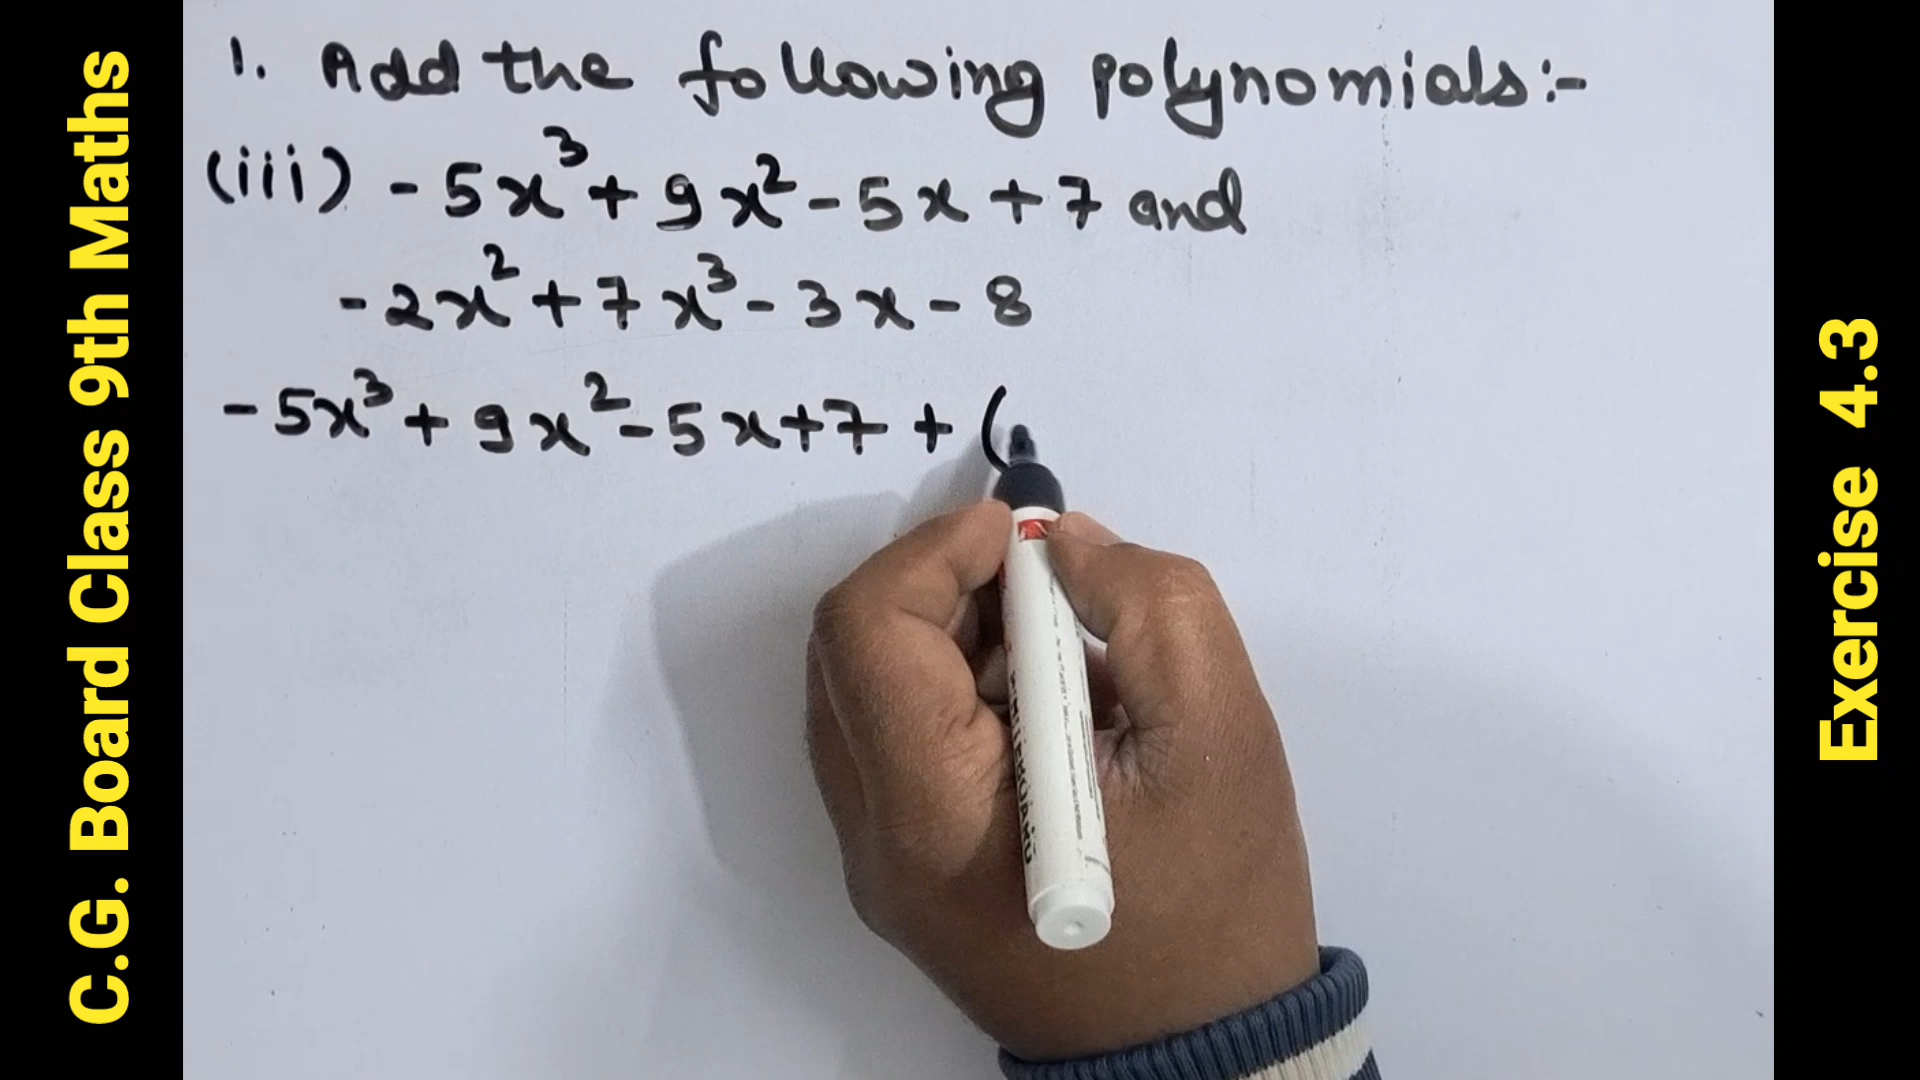 C.G. Board Class 9th Maths
1. Add the following polynomials:-
(iii) -5x³ + 9x² - 5x + 7 and
-2x² + 7x³ - 3x - 8
-5x³ + 9x² - 5x + 7 + (
Exercise 4.3